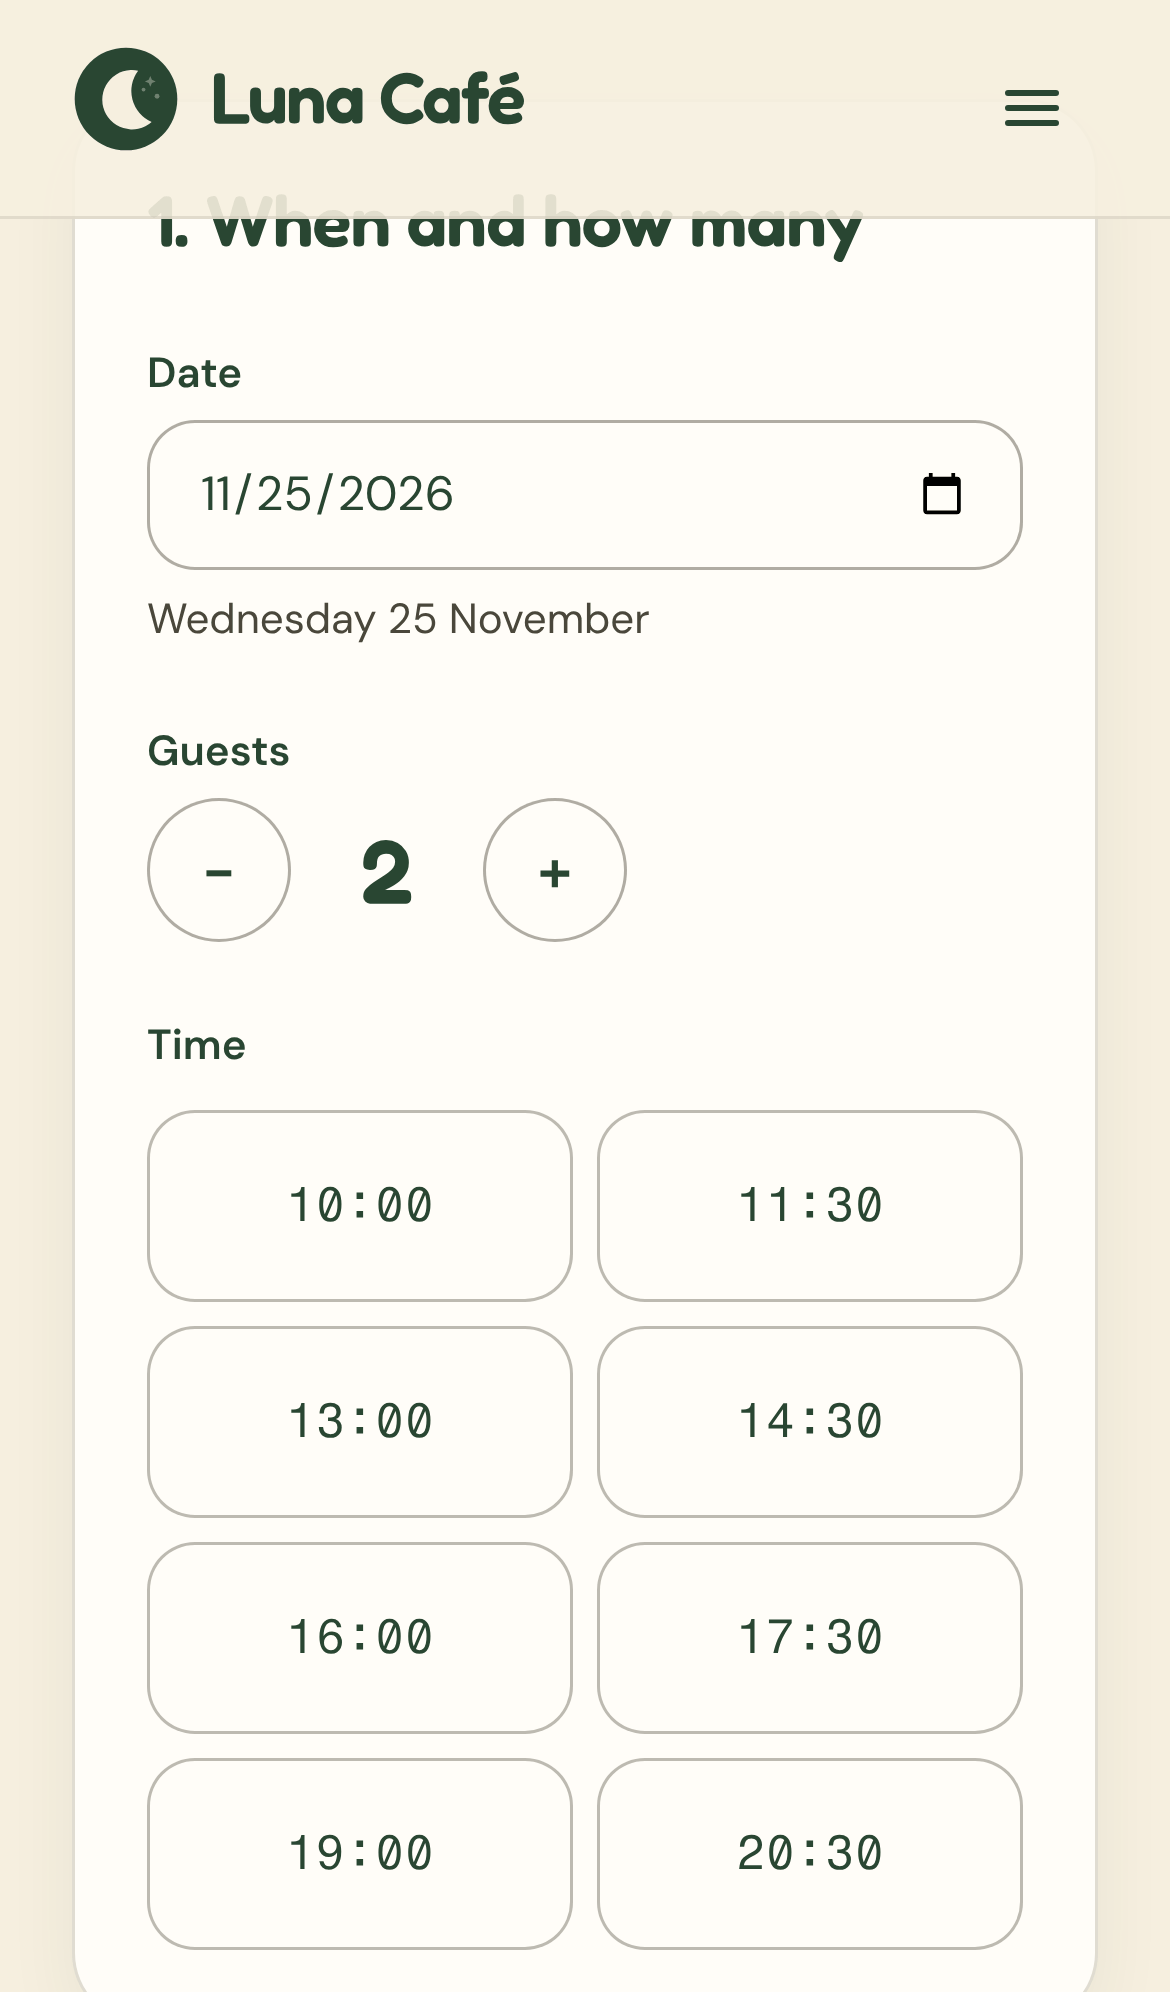 Luna Café
1. When and how many
Date
11/25/2026
Wednesday 25 November
Guests
- 2 +
Time
10:00 11:30
13:00 14:30
16:00 17:30
19:00 20:30